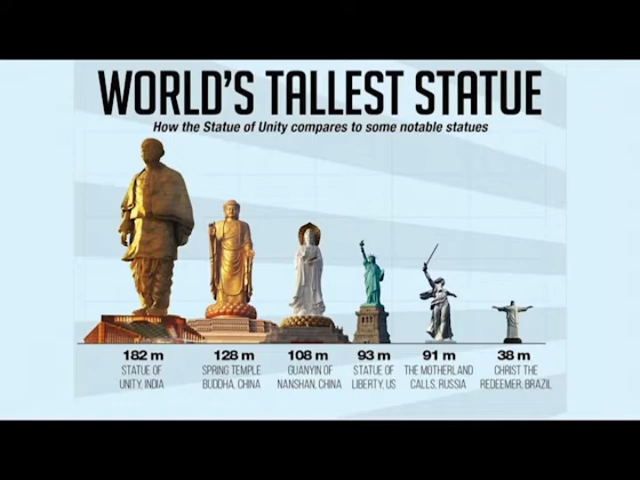 WORLD'S TALLEST STATUE
How the Statue of Unity compares to some notable statues
182 m
STATUE OF
UNITY, INDIA
128 m
SPRING TEMPLE
BUDDHA, CHINA
108 m
GUANYIN OF
NANSHAN, CHINA
93 m
STATUE OF
LIBERTY, US
91 m
THE MOTHERLAND
CALLS, RUSSIA
38 m
CHRIST THE
REDEEMER, BRAZIL